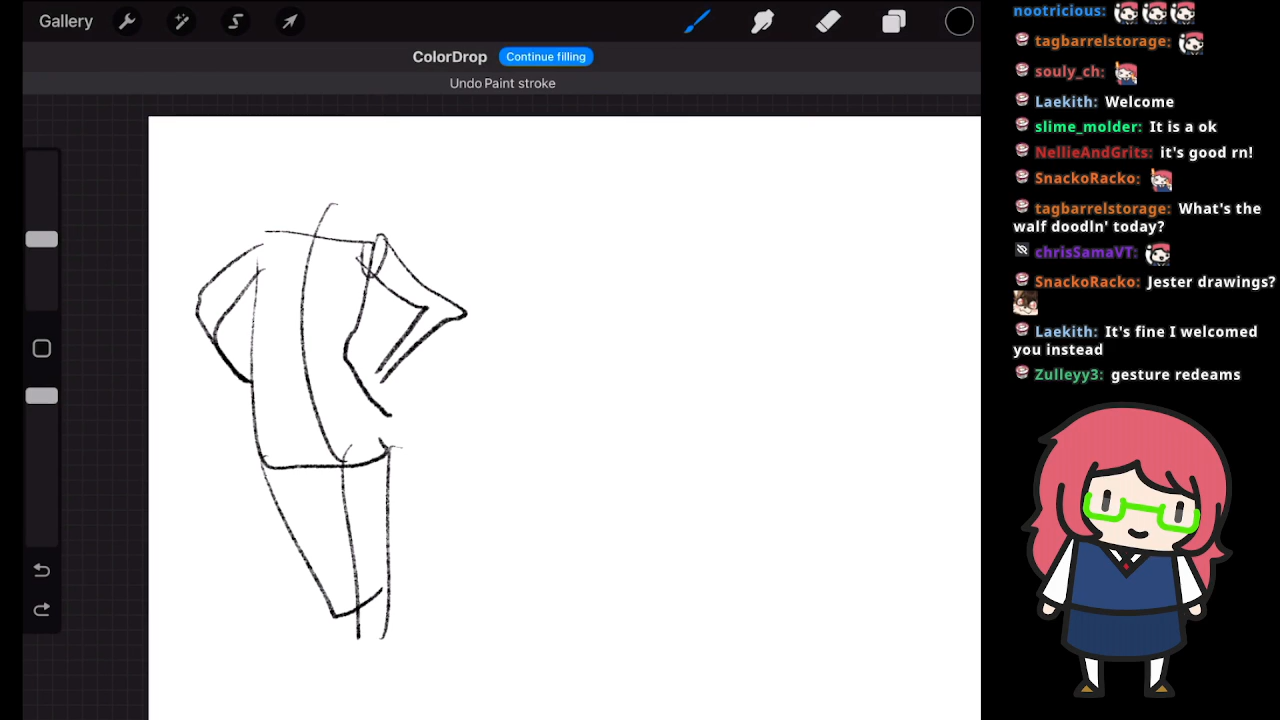 Gallery
ColorDrop Continue filling
Undo Paint stroke
nootricious:
tagbarrelstorage:
souly_ch:
Laekith: Welcome
slime_molder: It is a ok
NellieAndGrits: it's good rn!
SnackoRacko:
tagbarrelstorage: What's the
walf doodln' today?
chrisSamaVT:
SnackoRacko: Jester drawings?
Laekith: It's fine I welcomed
you instead
Zulleyy3: gesture redeams